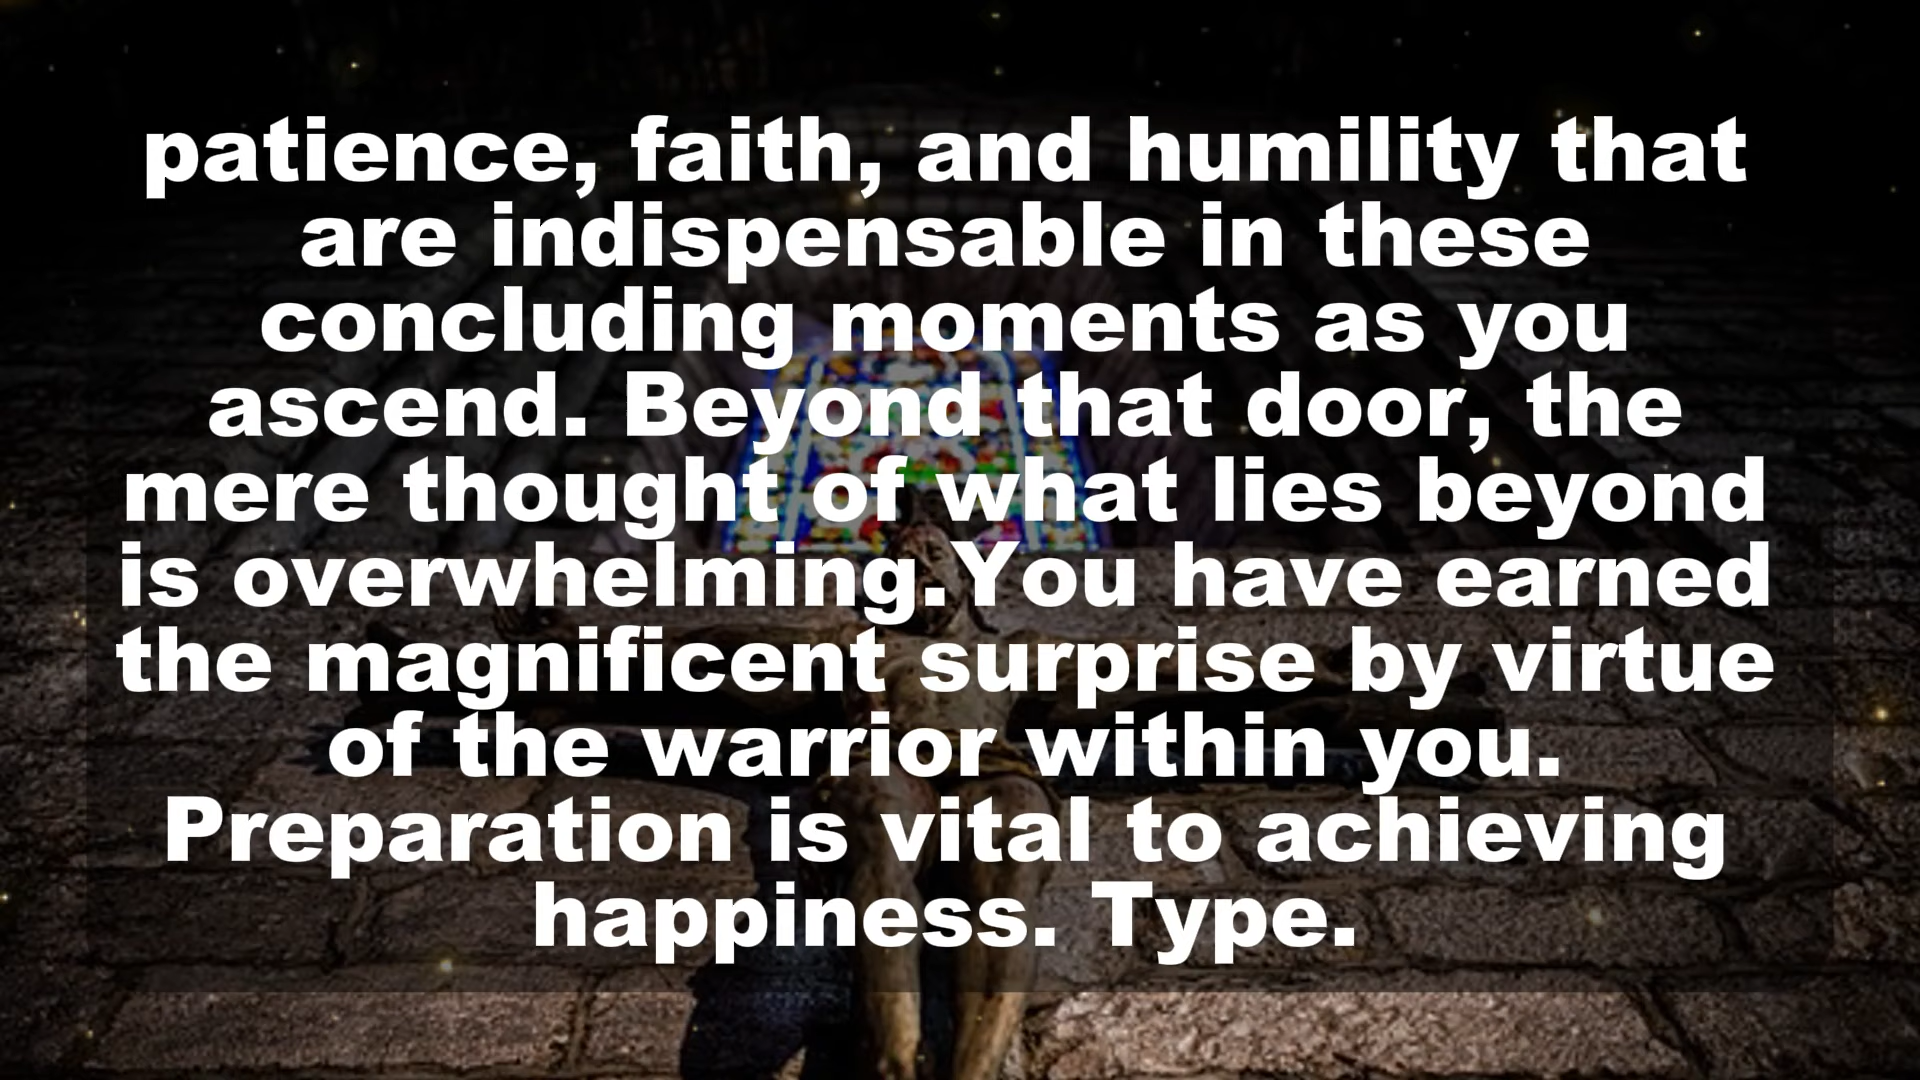 patience, faith, and humility that
are indispensable in these
concluding moments as you
ascend. Beyond that door, the
mere thought of what lies beyond
is overwhelming.You have earned
the magnificent surprise by virtue
of the warrior within you.
Preparation is vital to achieving
happiness. Type.